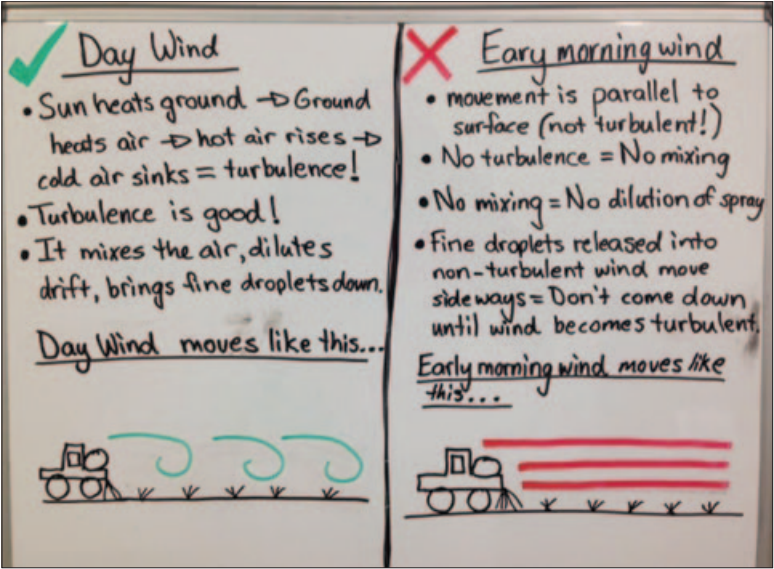 Day Wind
• Sun heats ground → Ground
heats air → hot air rises →
cold air sinks = turbulence!
• Turbulence is good!
• It mixes the air, dilutes
drift, brings fine droplets down.
Day Wind moves like this...
Eary morning wind
• movement is parallel to
surface (not turbulent!)
• No turbulence = No mixing
• No mixing = No dilution of spray
• Fine droplets released into
non-turbulent wind move
sideways = Don't come down
until wind becomes turbulent.
Early morning wind moves like
this...